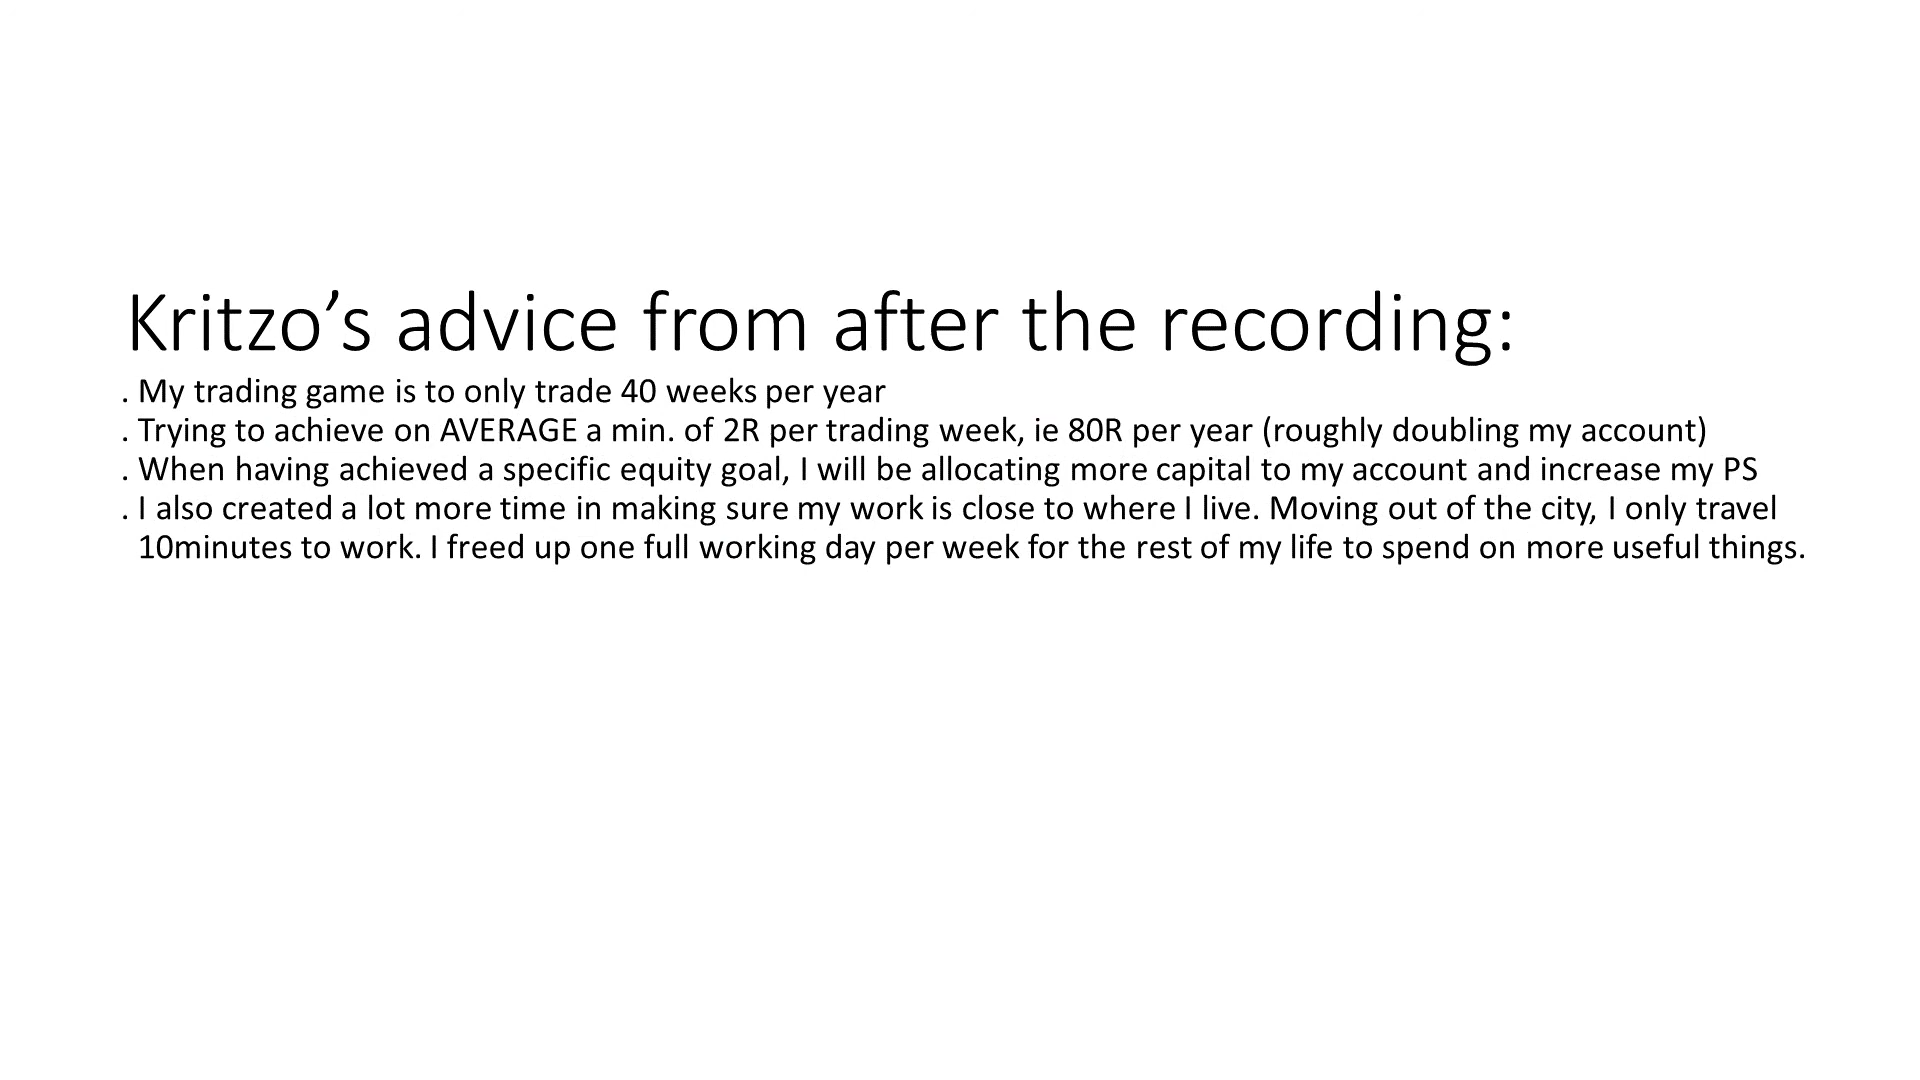 Kritzo’s advice from after the recording:
. My trading game is to only trade 40 weeks per year
. Trying to achieve on AVERAGE a min. of 2R per trading week, ie 80R per year (roughly doubling my account)
. When having achieved a specific equity goal, I will be allocating more capital to my account and increase my PS
. I also created a lot more time in making sure my work is close to where I live. Moving out of the city, I only travel
10minutes to work. I freed up one full working day per week for the rest of my life to spend on more useful things.